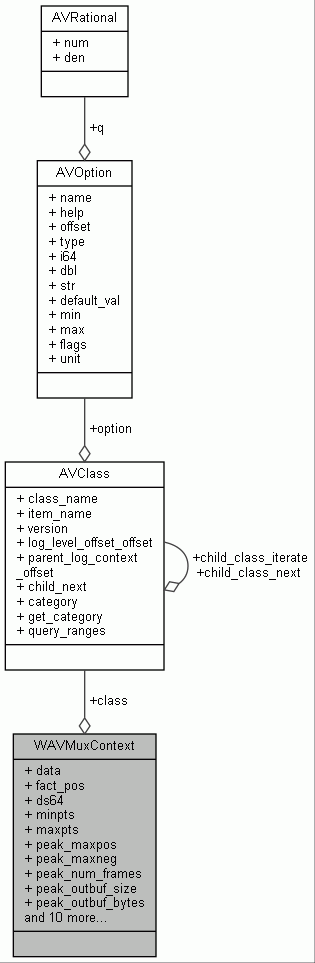 AVRational
+ num
+ den
+q
AVOption
+ name
+ help
+ offset
+ type
+ i64
+ dbl
+ str
+ default_val
+ min
+ max
+ flags
+ unit
+option
AVClass
+ class_name
+ item_name
+ version
+ log_level_offset_offset
+ parent_log_context
_offset
+ child_next
+ category
+ get_category
+ query_ranges
+child_class_iterate
+child_class_next
+class
WAVMuxContext
+ data
+ fact_pos
+ ds64
+ minpts
+ maxpts
+ peak_maxpos
+ peak_maxneg
+ peak_num_frames
+ peak_outbuf_size
+ peak_outbuf_bytes
and 10 more...